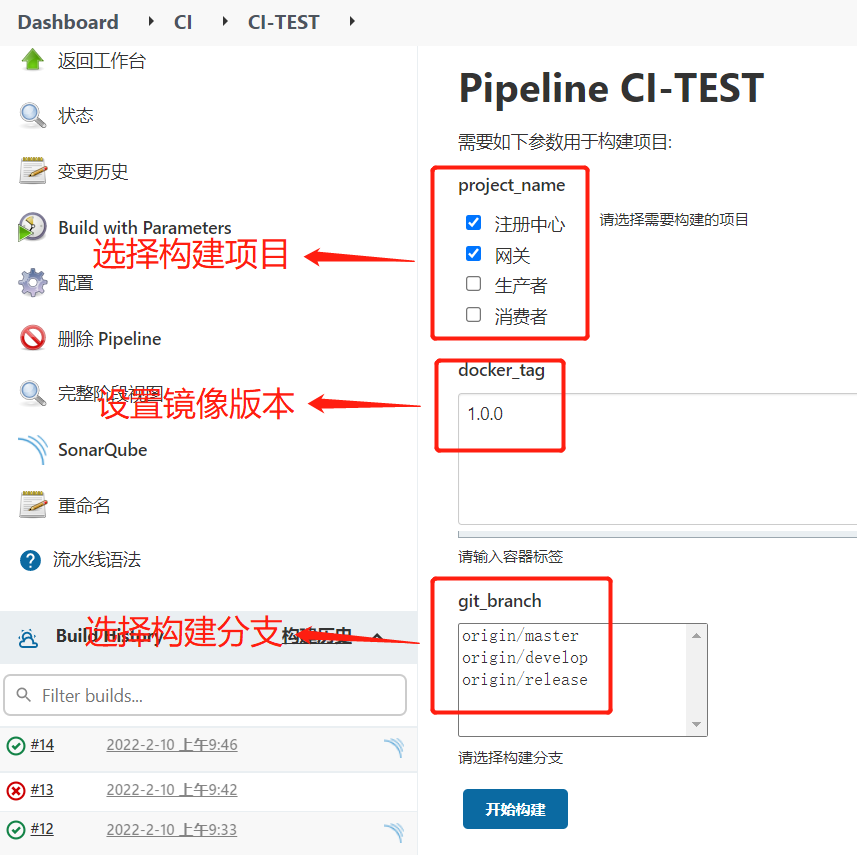 Dashboard CI CI-TEST
返回工作台
状态
变更历史
Build with Parameters
选择构建项目
配置
删除 Pipeline
完整阶段视图
设置镜像版本
SonarQube
重命名
流水线语法
Build History
选择构建分支
构建历史
Filter builds...
#14 2022-2-10 上午9:46
#13 2022-2-10 上午9:42
#12 2022-2-10 上午9:33
Pipeline CI-TEST
需要如下参数用于构建项目:
project_name
注册中心
请选择需要构建的项目
网关
生产者
消费者
docker_tag
1.0.0
请输入容器标签
git_branch
origin/master
origin/develop
origin/release
请选择构建分支
开始构建